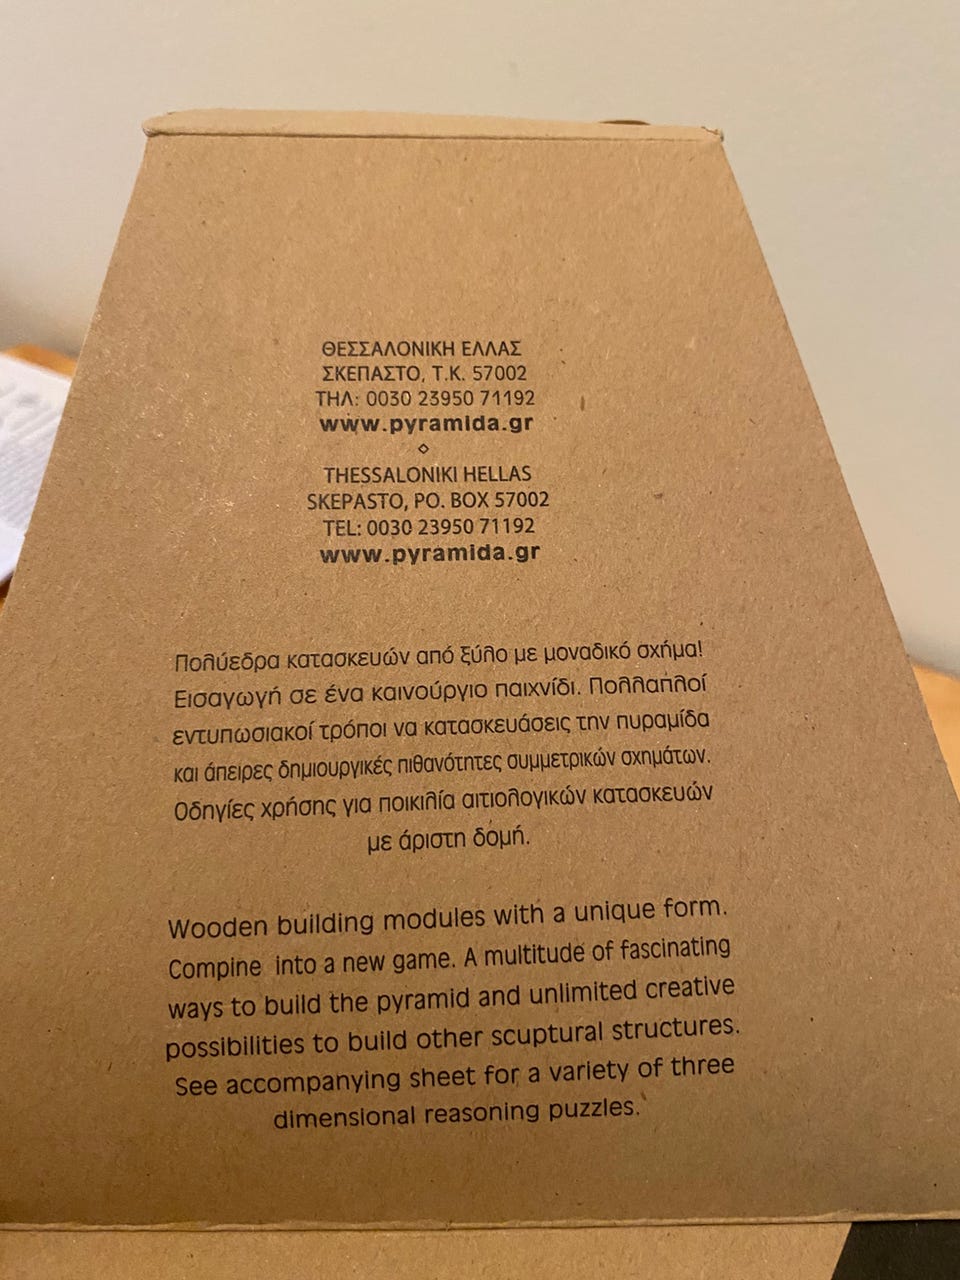 ΘΕΣΣΑΛΟΝΙΚΗ ΕΛΛΑΣ
ΣΚΕΠΑΣΤΟ, Τ.Κ. 57002
ΤΗΛ: 0030 23950 71192
www.pyramida.gr
THESSALONIKI HELLAS
SKEPASTO, PO. BOX 57002
TEL: 0030 23950 71192
www.pyramida.gr
Πολύεδρα κατασκευών από ξύλο με μοναδικό σχήμα!
Εισαγωγή σε ένα καινούργιο παιχνίδι. Πολλαπλοί
εντυπωσιακοί τρόποι να κατασκευάσεις την πυραμίδα
και άπειρες δημιουργικές πιθανότητες συμμετρικών σχημάτων.
Οδηγίες χρήσης για ποικιλία αιτιολογικών κατασκευών
με άριστη δομή.
Wooden building modules with a unique form.
Compine into a new game. A multitude of fascinating
ways to build the pyramid and unlimited creative
possibilities to build other scuptural structures.
See accompanying sheet for a variety of three
dimensional reasoning puzzles.